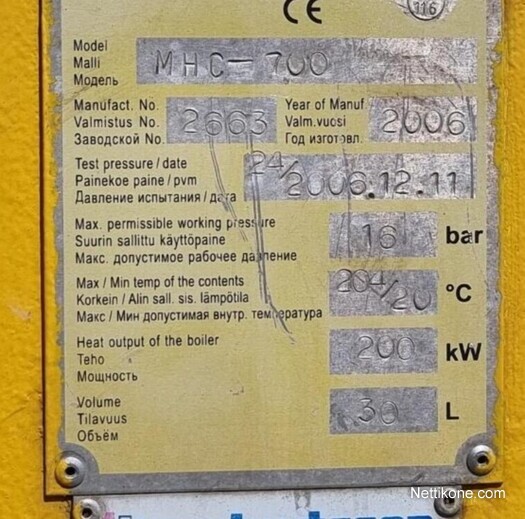 CE
116
Model
Malli
Модель
MHC-700
Manufact. No.
Valmistus No.
Заводской No.
2663
Year of Manuf.
Valm.vuosi
Год изготовл.
2006
Test pressure / date
Painekoe paine / pvm
Давление испытания / дата
24/2006.12.11
Max. permissible working pressure
Suurin sallittu käyttöpaine
Макс. допустимое рабочее давление
16 bar
Max / Min temp of the contents
Korkein / Alin sall. sis. lämpötila
Макс / Мин допустимая внутр. температура
204/20 °C
Heat output of the boiler
Teho
Мощность
200 kW
Volume
Tilavuus
Объём
30 L
Nettikone.com